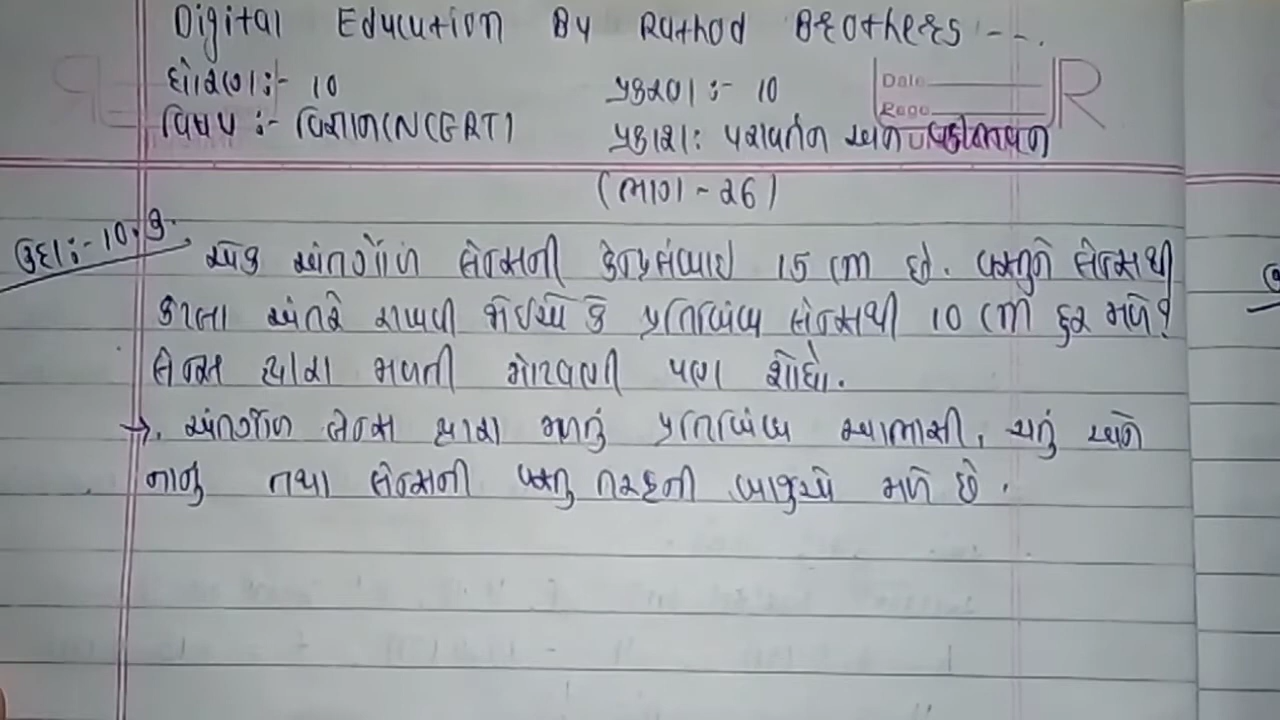 Digital Education By Rathod Brothers ---.
ધોરણ :- 10
વિષય :- વિજ્ઞાન(NCERT)
પ્રકરણ :- 10
પ્રકાશ: પરાવર્તન અને વક્રીભવન
Date
Page
(ભાગ - 26)
ઉદા:- 10.3.
એક અંતર્ગોળ લેન્સની કેન્દ્રલંબાઇ 15 cm છે. વસ્તુને લેન્સથી
કેટલા અંતરે રાખવી જોઈએ કે પ્રતિબિંબ લેન્સથી 10 cm દુર મળે?
લેન્સ દ્વારા મળતી મોટવણી પણ શોધો.
→. અંતર્ગોળ લેન્સ દ્વારા મળતું પ્રતિબિંબ આભાસી, ચતું અને
નાનું તથા લેન્સની વસ્તુ તરફની બાજુએ મળે છે.